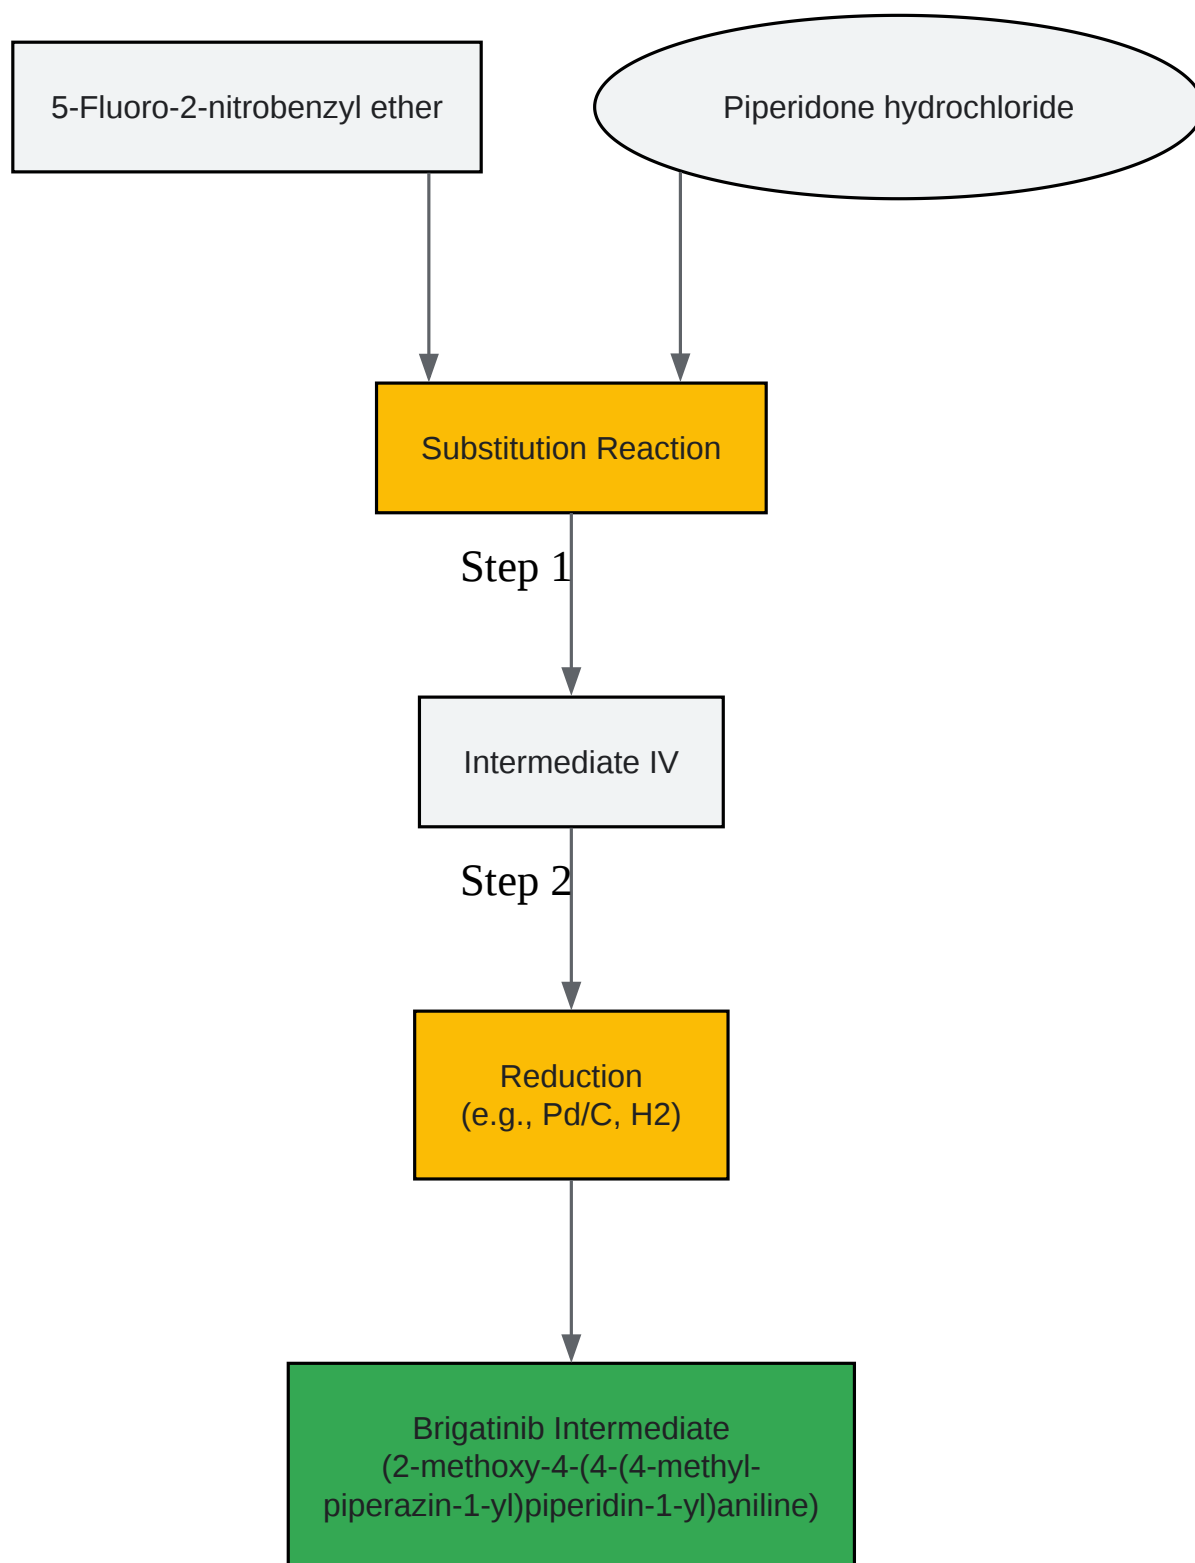 5-Fluoro-2-nitrobenzyl ether
Piperidone hydrochloride
Substitution Reaction
Step 1
Intermediate IV
Step 2
Reduction
(e.g., Pd/C, H2)
Brigatinib Intermediate
(2-methoxy-4-(4-(4-methyl-
piperazin-1-yl)piperidin-1-yl)aniline)